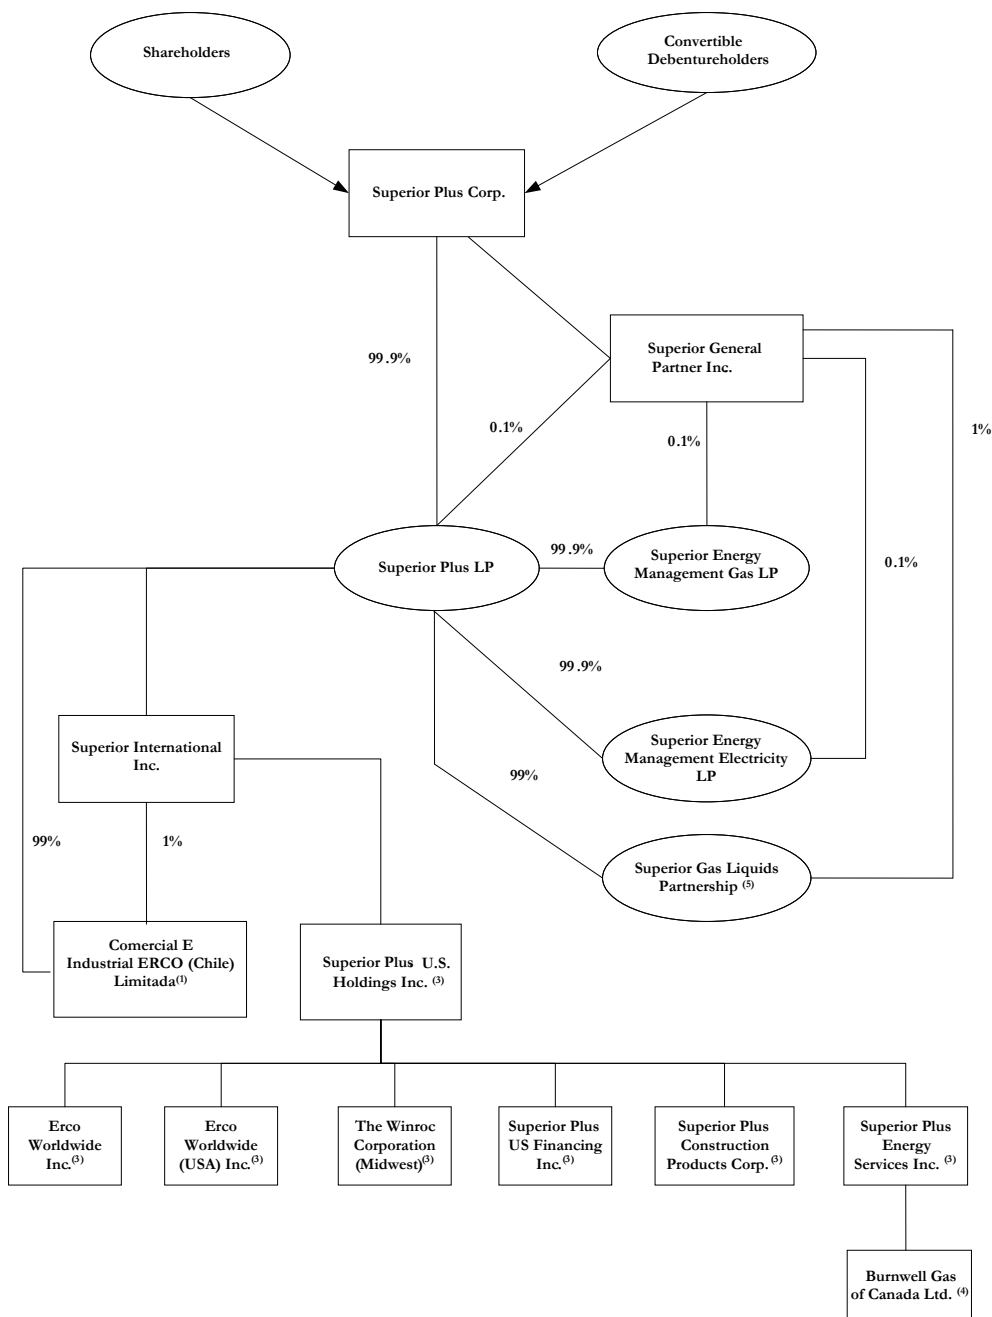 Shareholders
Convertible
Debentureholders
Superior Plus Corp.
99.9%
Superior General
Partner Inc.
0.1%
0.1%
1%
Superior Plus LP
99.9%
Superior Energy
Management Gas LP
0.1%
99.9%
Superior International
Inc.
Superior Energy
Management Electricity
LP
99%
99%
1%
Superior Gas Liquids
Partnership (5)
Comercial E
Industrial ERCO (Chile)
Limitada(1)
Superior Plus U.S.
Holdings Inc. (3)
Erco
Worldwide
Inc.(3)
Erco
Worldwide
(USA) Inc.(3)
The Winroc
Corporation
(Midwest)(3)
Superior Plus
US Financing
Inc.(3)
Superior Plus
Construction
Products Corp.(3)
Superior Plus
Energy
Services Inc. (3)
Burnwell Gas
of Canada Ltd. (4)